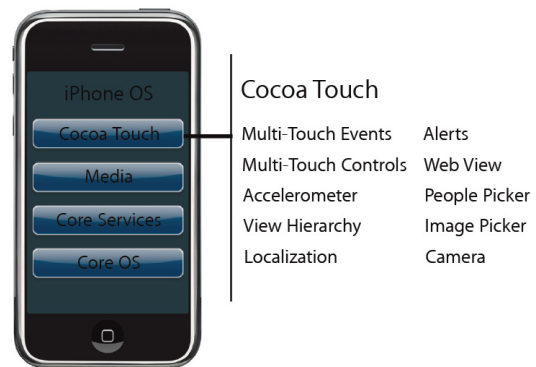 iPhone OS
Cocoa Touch
Media
Core Services
Core OS
Cocoa Touch
Multi-Touch Events Alerts
Multi-Touch Controls Web View
Accelerometer People Picker
View Hierarchy Image Picker
Localization Camera